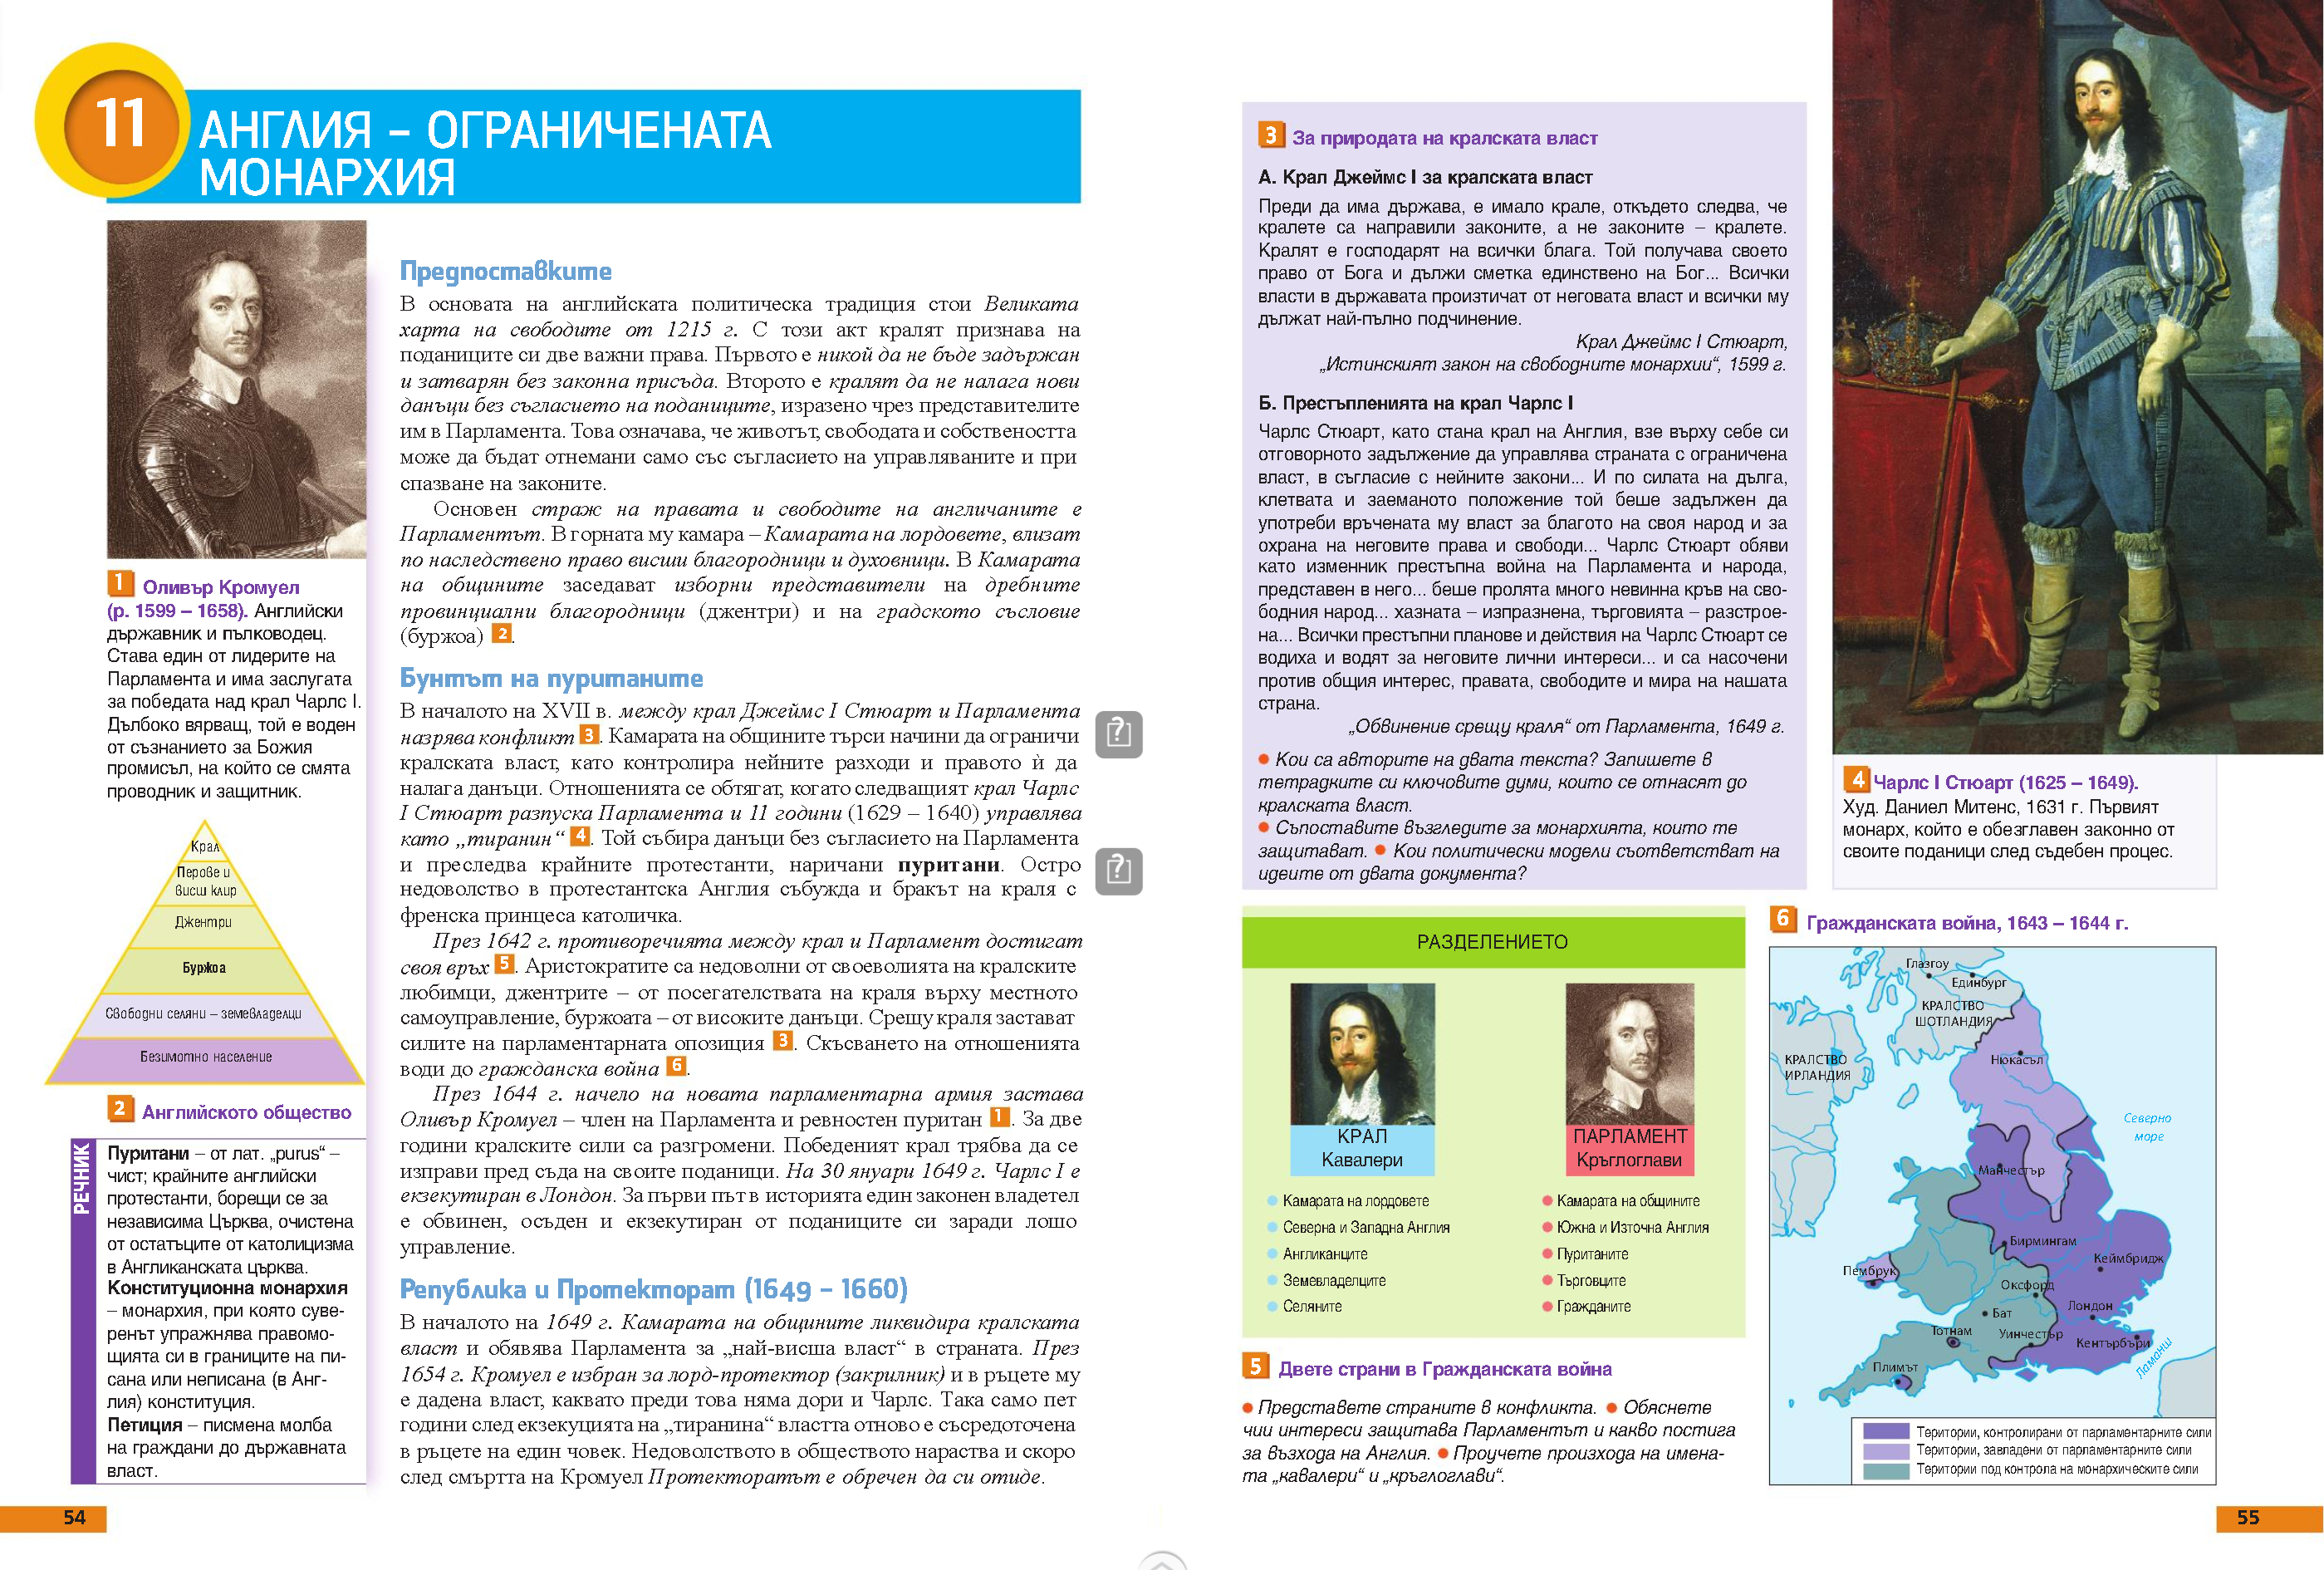 11
АНГЛИЯ – ОГРАНИЧЕНАТА
МОНАРХИЯ
1 Оливър Кромуел
(р. 1599 – 1658). Английски
държавник и пълководец.
Става един от лидерите на
Парламента и има заслугата
за победата над крал Чарлс I.
Дълбоко вярващ, той е воден
от съзнанието за Божия
промисъл, на който се смята
проводник и защитник.
Крал
Перове и
висш клир
Джентри
Буржоа
Свободни селяни – земевладелци
Безимотно население
2 Английското общество
РЕЧНИК
Пуритани – от лат. „purus“ –
чист; крайните английски
протестанти, борещи се за
независима Църква, очистена
от остатъците от католицизма
в Англиканската църква.
Конституционна монархия
– монархия, при която суве-
ренът упражнява правомо-
щията си в границите на пи-
сана или неписана (в Анг-
лия) конституция.
Петиция – писмена молба
на граждани до държавната
власт.
54
Предпоставките
В основата на английската политическа традиция стои Великата
харта на свободите от 1215 г. С този акт кралят признава на
поданиците си две важни права. Първото е никой да не бъде задържан
и затварян без законна присъда. Второто е кралят да не налага нови
данъци без съгласието на поданиците, изразено чрез представителите
им в Парламента. Това означава, че животът, свободата и собствеността
може да бъдат отнемани само със съгласието на управляваните и при
спазване на законите.
Основен страж на правата и свободите на англичаните е
Парламентът. В горната му камара – Камарата на лордовете, влизат
по наследствено право висши благородници и духовници. В Камарата
на общините заседават изборни представители на дребните
провинциални благородници (джентри) и на градското съсловие
(буржоа) 2.
Бунтът на пуританите
В началото на XVII в. между крал Джеймс I Стюарт и Парламента
назрява конфликт 3. Камарата на общините търси начини да ограничи
кралската власт, като контролира нейните разходи и правото ѝ да
налага данъци. Отношенията се обтягат, когато следващият крал Чарлс
I Стюарт разпуска Парламента и 11 години (1629 – 1640) управлява
като „тиранин“ 4. Той събира данъци без съгласието на Парламента
и преследва крайните протестанти, наричани пуритани. Остро
недоволство в протестантска Англия събужда и бракът на краля с
френска принцеса католичка.
През 1642 г. противоречията между крал и Парламент достигат
своя връх 5. Аристократите са недоволни от своеволията на кралските
любимци, джентрите – от посегателствата на краля върху местното
самоуправление, буржоата – от високите данъци. Срещу краля застават
силите на парламентарната опозиция 3. Скъсването на отношенията
води до гражданска война 6.
През 1644 г. начело на новата парламентарна армия застава
Оливър Кромуел – член на Парламента и ревностен пуритан 1. За две
години кралските сили са разгромени. Победеният крал трябва да се
изправи пред съда на своите поданици. На 30 януари 1649 г. Чарлс I е
екзекутиран в Лондон. За първи път в историята един законен владетел
е обвинен, осъден и екзекутиран от поданиците си заради лошо
управление.
Република и Протекторат (1649 – 1660)
В началото на 1649 г. Камарата на общините ликвидира кралската
власт и обявява Парламента за „най-висша власт“ в страната. През
1654 г. Кромуел е избран за лорд-протектор (закрилник) и в ръцете му
е дадена власт, каквато преди това няма дори и Чарлс. Така само пет
години след екзекуцията на „тиранина“ властта отново е съсредоточена
в ръцете на един човек. Недоволството в обществото нараства и скоро
след смъртта на Кромуел Протекторатът е обречен да си отиде.
[?]
[?]
3 За природата на кралската власт
А. Крал Джеймс I за кралската власт
Преди да има държава, е имало крале, откъдето следва, че
кралете са направили законите, а не законите – кралете.
Кралят е господарят на всички блага. Той получава своето
право от Бога и дължи сметка единствено на Бог... Всички
власти в държавата произтичат от неговата власт и всички му
дължат най-пълно подчинение.
Крал Джеймс I Стюарт,
„Истинският закон на свободните монархии“, 1599 г.
Б. Престъпленията на крал Чарлс I
Чарлс Стюарт, като стана крал на Англия, взе върху себе си
отговорното задължение да управлява страната с ограничена
власт, в съгласие с нейните закони... И по силата на дълга,
клетвата и заеманото положение той беше задължен да
употреби връчената му власт за благото на своя народ и за
охрана на неговите права и свободи... Чарлс Стюарт обяви
като изменник престъпна война на Парламента и народа,
представен в него... беше пролята много невинна кръв на сво-
бодния народ... хазната – изпразнена, търговията – разстрое-
на... Всички престъпни планове и действия на Чарлс Стюарт се
водиха и водят за неговите лични интереси... и са насочени
против общия интерес, правата, свободите и мира на нашата
страна.
„Обвинение срещу краля“ от Парламента, 1649 г.
● Кои са авторите на двата текста? Запишете в
тетрадките си ключовите думи, които се отнасят до
кралската власт.
● Съпоставите възгледите за монархията, които те
защитават. ● Кои политически модели съответстват на
идеите от двата документа?
4 Чарлс I Стюарт (1625 – 1649).
Худ. Даниел Митенс, 1631 г. Първият
монарх, който е обезглавен законно от
своите поданици след съдебен процес.
РАЗДЕЛЕНИЕТО
КРАЛ
Кавалери
● Камарата на лордовете
● Северна и Западна Англия
● Англиканците
● Земевладелците
● Селяните
ПАРЛАМЕНТ
Кръглоглави
● Камарата на общините
● Южна и Източна Англия
● Пуританите
● Търговците
● Гражданите
5 Двете страни в Гражданската война
● Представете страните в конфликта. ● Обяснете
чии интереси защитава Парламентът и какво постига
за възхода на Англия. ● Проучете произхода на имена-
та „кавалери“ и „кръглоглави“.
6 Гражданската война, 1643 – 1644 г.
Глазгоу
Единбург
КРАЛСТВО
ШОТЛАНДИЯ
КРАЛСТВО
ИРЛАНДИЯ
Нюкасъл
Северно
море
Манчестър
Бирмингам
Кеймбридж
Пембрук
Оксфорд
Лондон
Бат
Тотнам
Уинчестър
Кентърбъри
Плимът
Ламанш
Територии, контролирани от парламентарните сили
Територии, завладени от парламентарните сили
Територии под контрола на монархическите сили
55